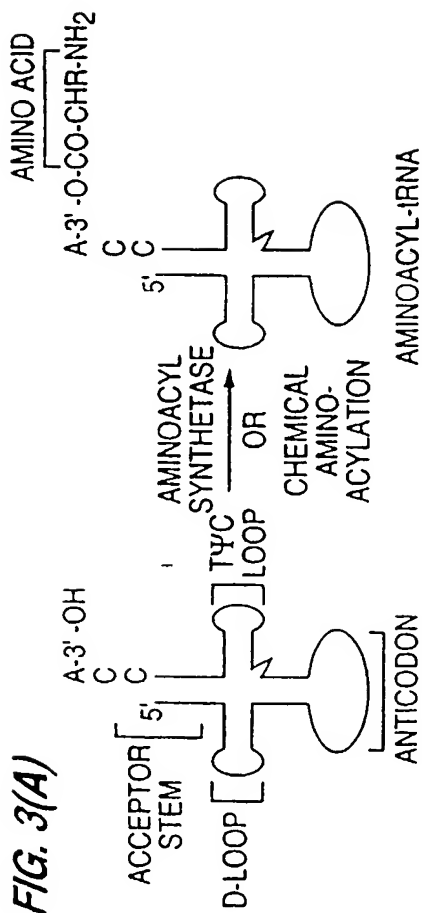 FIG. 3(A)
ACCEPTOR
STEM
A-3'-OH
C
C
5'
D-LOOP
TΨC
LOOP
ANTICODON
AMINOACYL
SYNTHETASE
OR
CHEMICAL
AMINO-
ACYLATION
AMINO ACID
A-3'-O-CO-CHR-NH₂
C
C
5'
AMINOACYL-tRNA